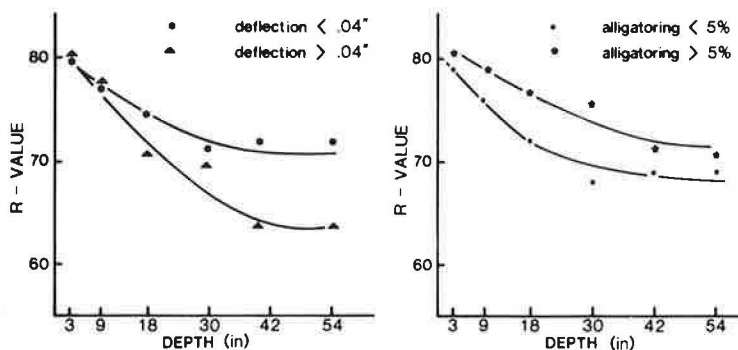 R
deflection < .04"
deflection > .04"
80
70
60
R - VALUE
3 9 18 30 42 54
DEPTH (in)
R
alligatoring < 5%
alligatoring > 5%
80
70
60
R - VALUE
3 9 18 30 42 54
DEPTH (in)